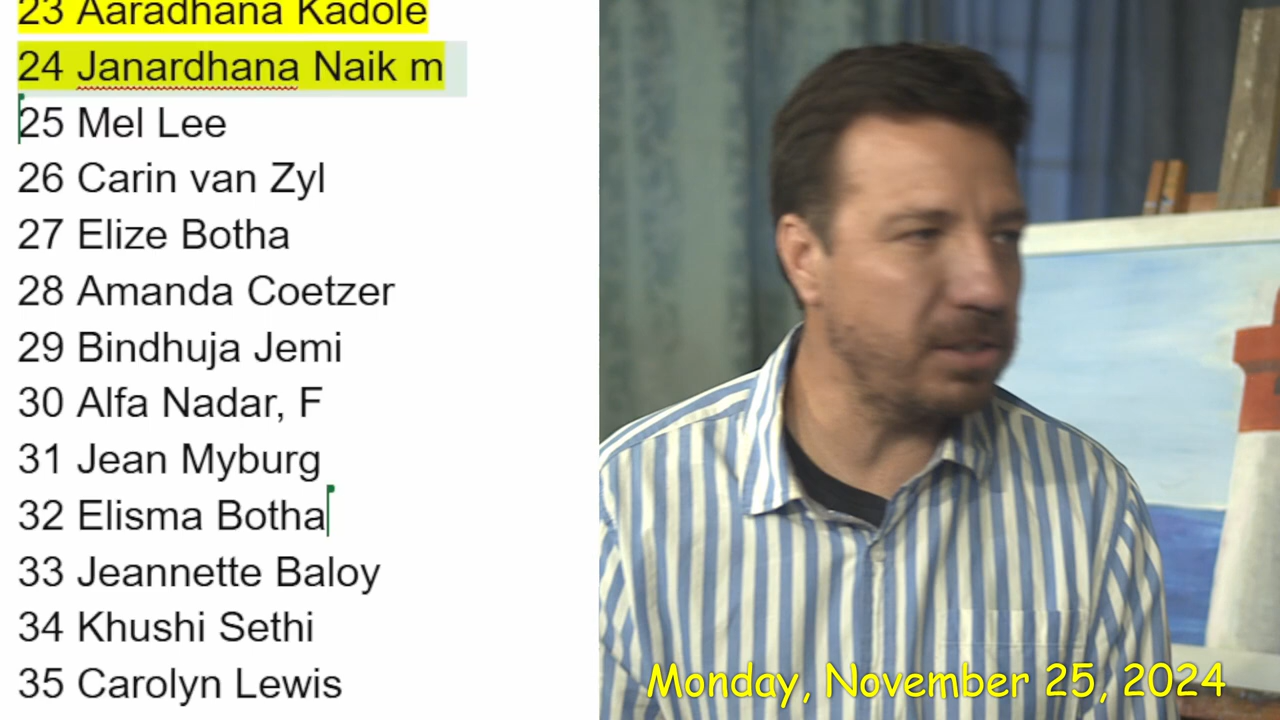 23 Aaradhana Kadole
24 Janardhana Naik m
25 Mel Lee
26 Carin van Zyl
27 Elize Botha
28 Amanda Coetzer
29 Bindhuja Jemi
30 Alfa Nadar, F
31 Jean Myburg
32 Elisma Botha
33 Jeannette Baloy
34 Khushi Sethi
35 Carolyn Lewis
Monday, November 25, 2024